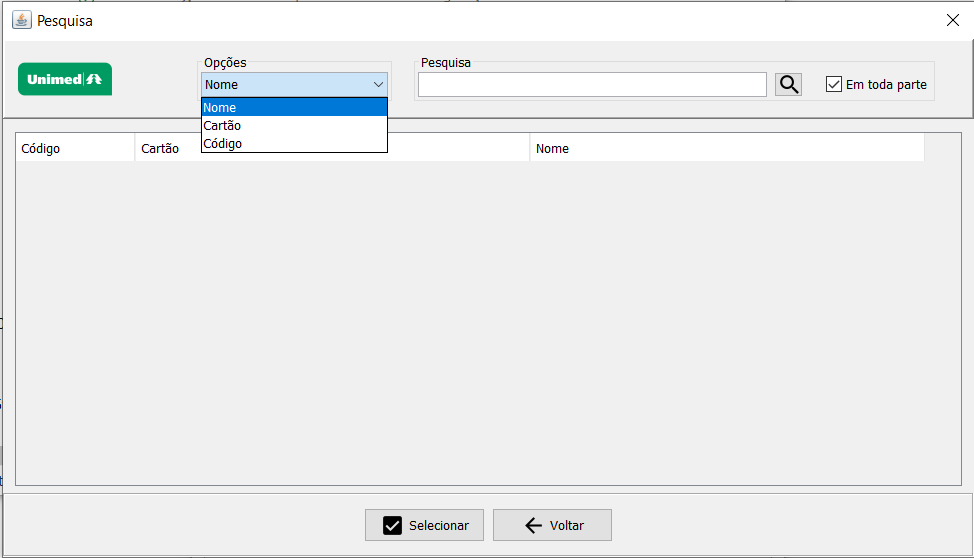 Pesquisa
Opções
Pesquisa
Unimed
Nome
Em toda parte
Nome
Cartão
Código
Código
Cartão
Nome
Selecionar
Voltar